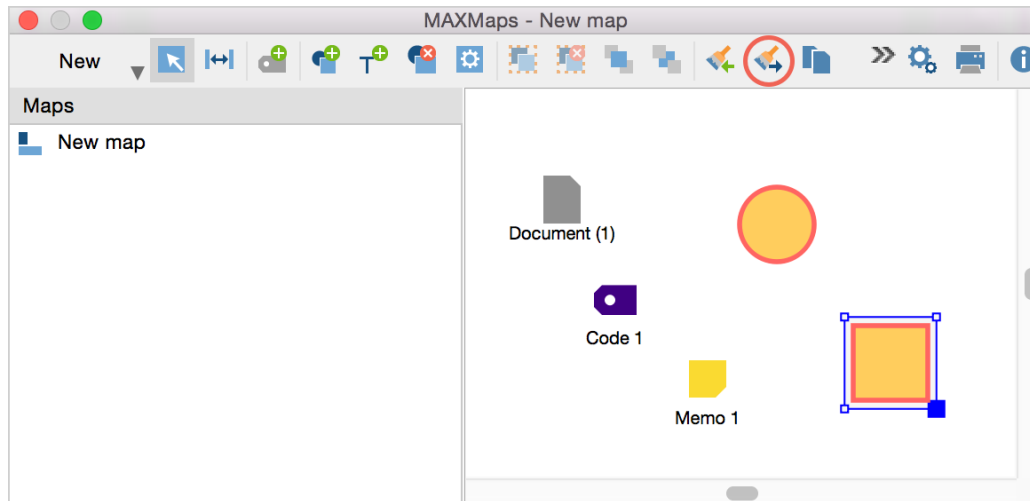 MAXMaps - New map
New
Maps
New map
Document (1)
Code 1
Memo 1